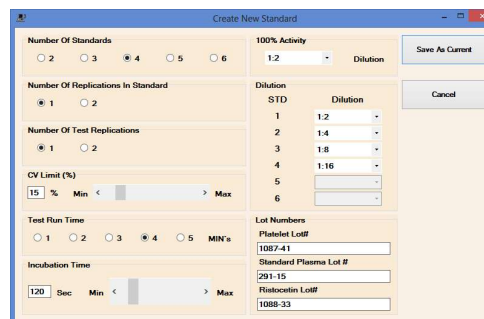 Create New Standard
Number Of Standards
2 3 4 5 6
Number Of Replications In Standard
1 2
Number Of Test Replications
1 2
CV Limit (%)
15 % Min < > Max
Test Run Time
1 2 3 4 5 MIN's
Incubation Time
120 Sec Min < > Max
100% Activity
1:2 Dilution
Dilution
STD Dilution
1 1:2
2 1:4
3 1:8
4 1:16
5
6
Lot Numbers
Platelet Lot#
1087-41
Standard Plasma Lot #
291-15
Ristocetin Lot#
1088-33
Save As Current
Cancel